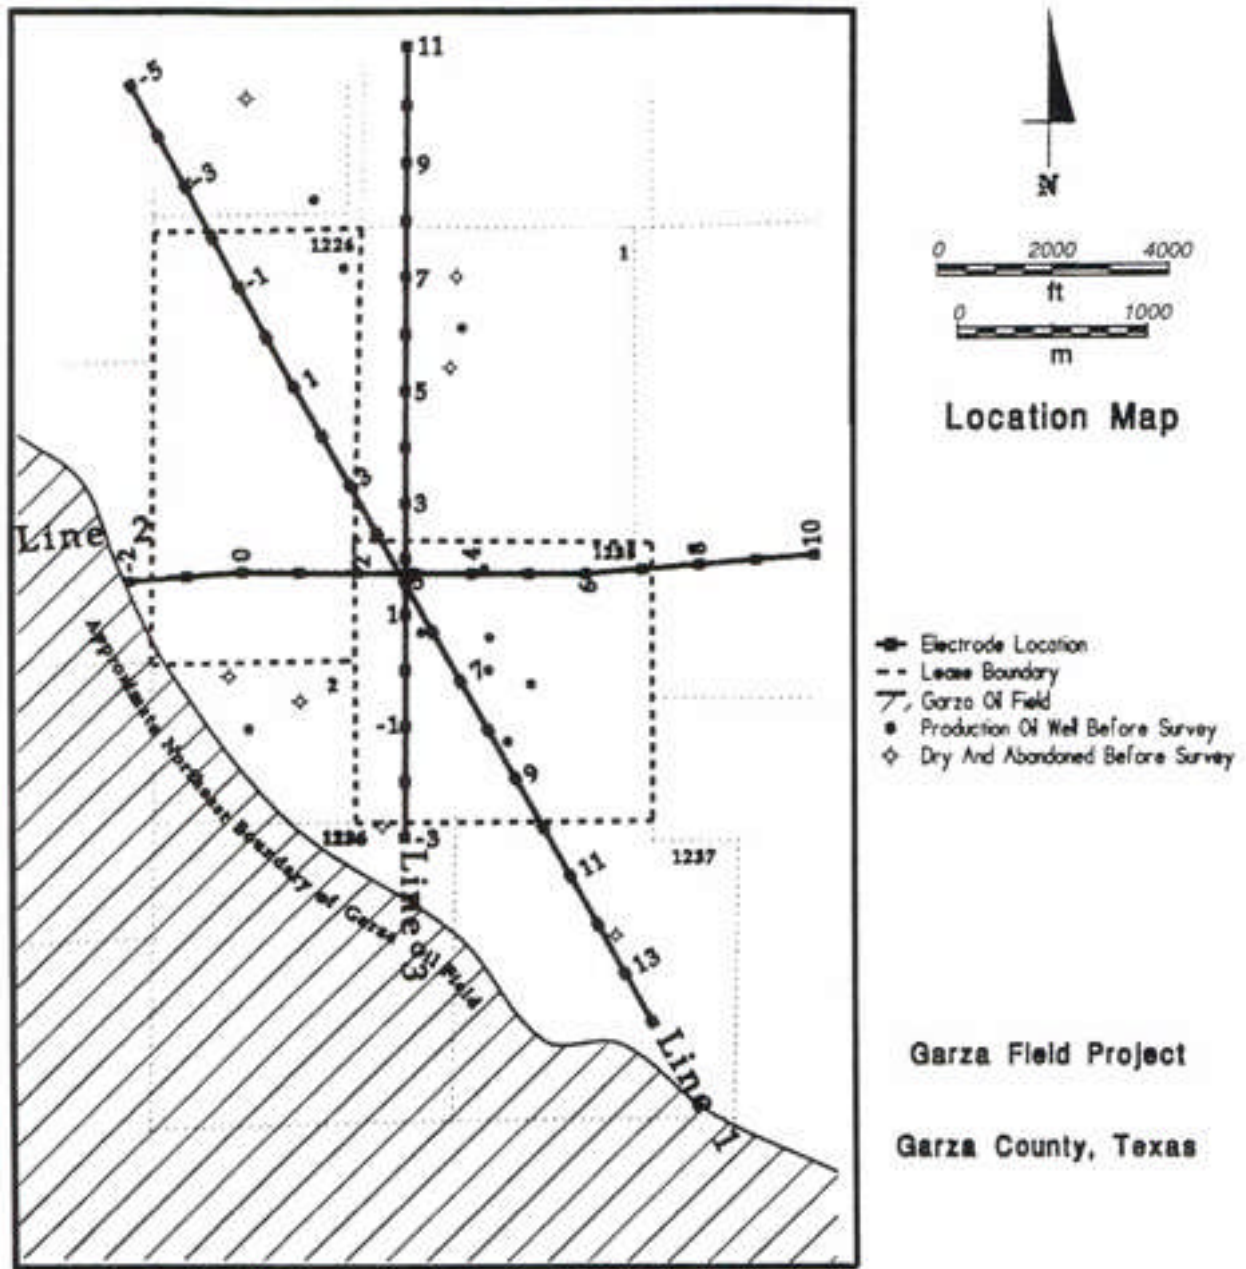 -5
11
-3
9
1226
1
-1
7
0 2000 4000
ft
0 1000
m
1
5
Location Map
3
3
Line 2
-2
0
2
4
6
8
10
1
7
Electrode Location
Lease Boundary
Garza Oil Field
Production Oil Well Before Survey
Dry And Abandoned Before Survey
2
-1
9
-3
1237
11
13
Approximate Northeast Boundary of Garza Oil Field
Line 3
Line 1
Garza Field Project
Garza County, Texas